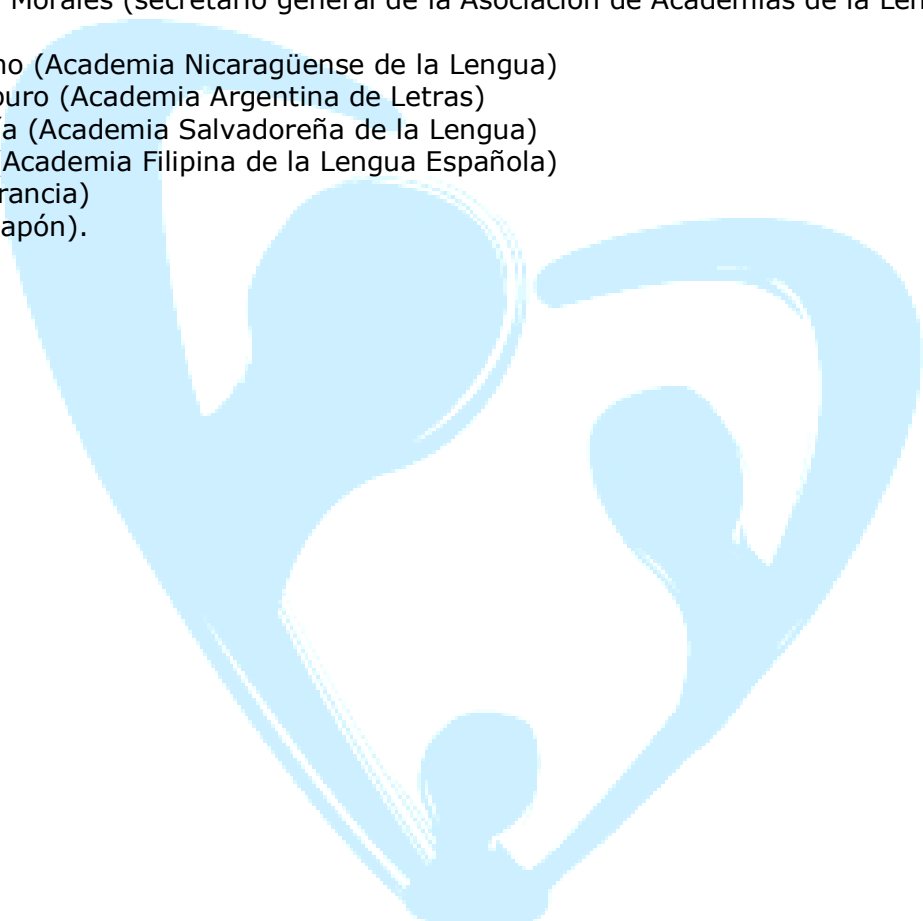 Morales (secretario general de la Asociación de Academias de la Len
no (Academia Nicaragüense de la Lengua)
ouro (Academia Argentina de Letras)
ía (Academia Salvadoreña de la Lengua)
(Academia Filipina de la Lengua Española)
rancia)
apón).